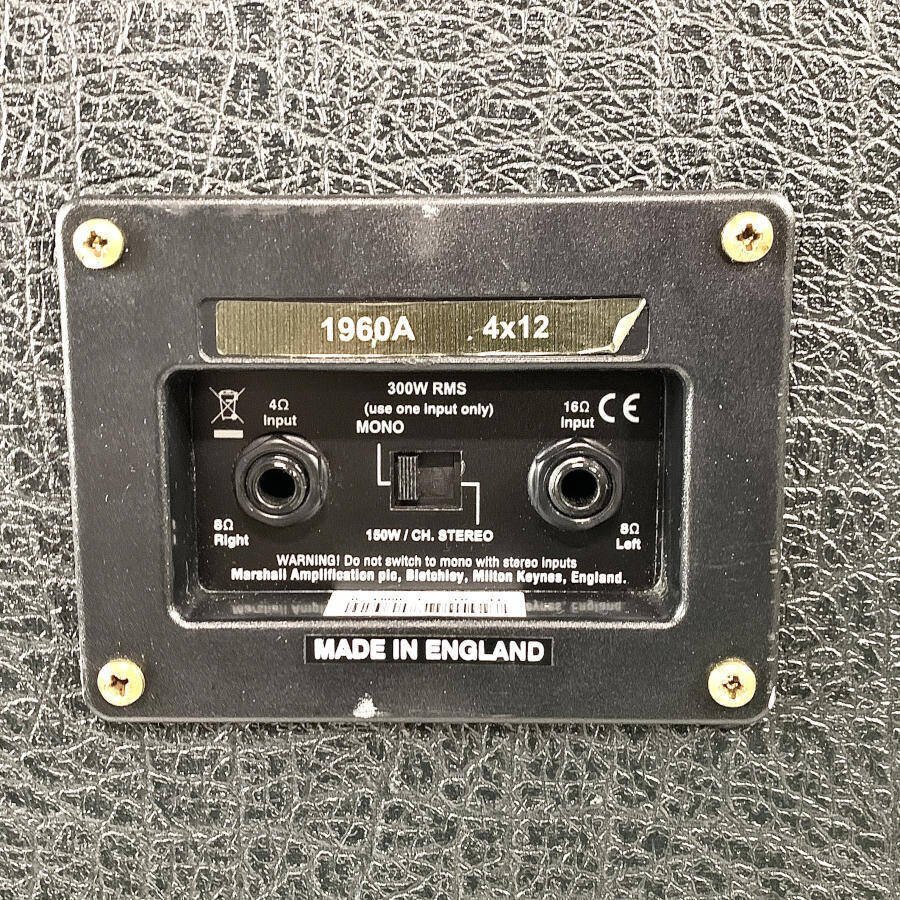 1960A 4x12
300W RMS
4Ω
Input
(use one input only)
16Ω
Input
CE
MONO
8Ω
Right
150W / CH. STEREO
8Ω
Left
WARNING! Do not switch to mono with stereo inputs
Marshall Amplification plc, Bletchley, Milton Keynes, England.
MADE IN ENGLAND